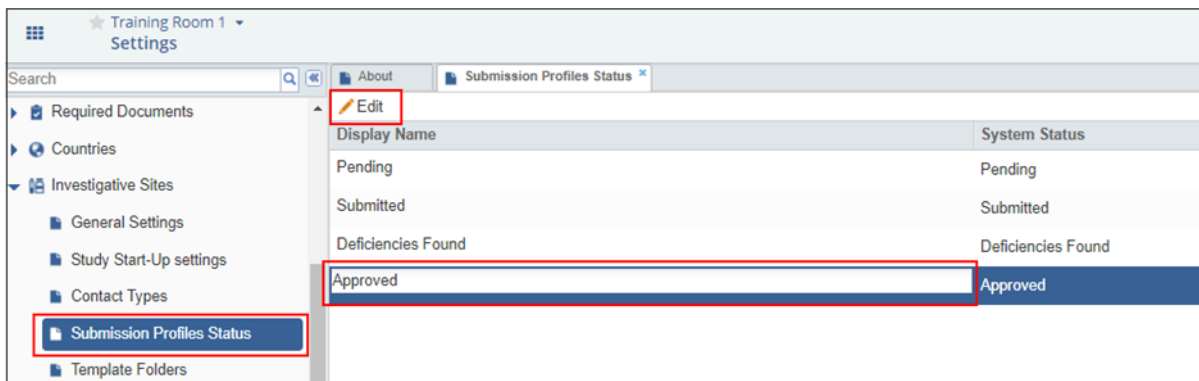 Training Room 1
Settings
Search
About
Submission Profiles Status
Required Documents
Countries
Investigative Sites
General Settings
Study Start-Up settings
Contact Types
Submission Profiles Status
Template Folders
Edit
Display Name System Status
Pending Pending
Submitted Submitted
Deficiencies Found Deficiencies Found
Approved Approved